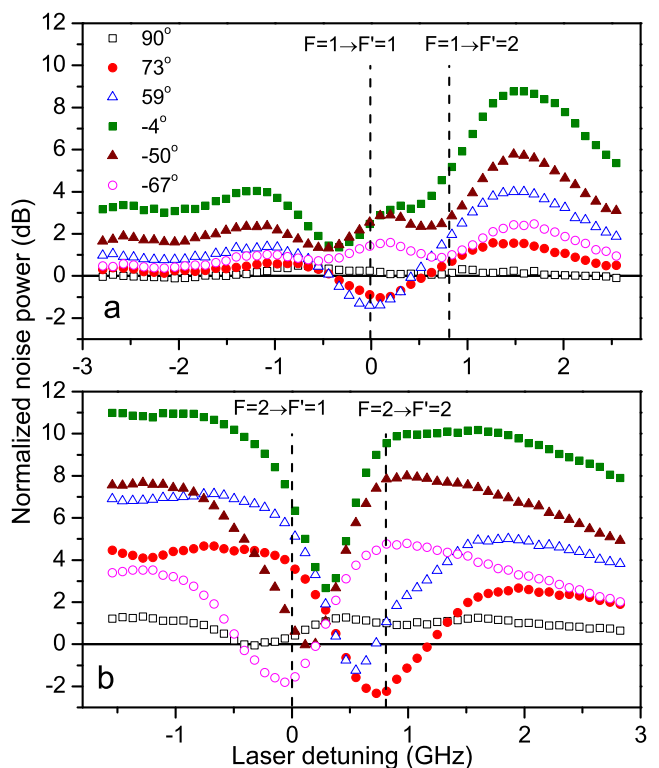 F=1→F'=1 F=1→F'=2
90°
73°
59°
-4°
-50°
-67°
12
10
8
6
4
2
0
-2
a
-3 -2 -1 0 1 2
Normalized noise power (dB)
F=2→F'=1 F=2→F'=2
12
10
8
6
4
2
0
-2
b
-1 0 1 2 3
Laser detuning (GHz)